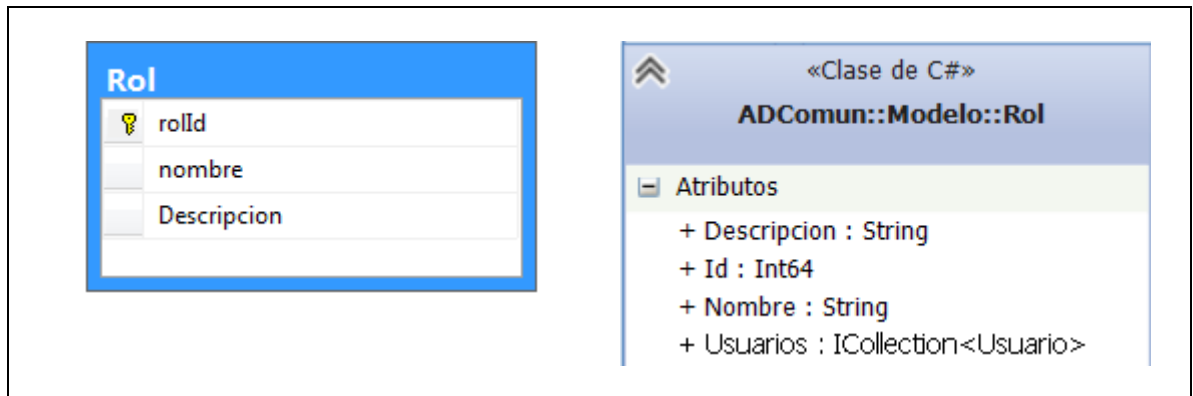 Rol
rolId
nombre
Descripcion
«Clase de C#»
ADComun::Modelo::Rol
Atributos
+ Descripcion : String
+ Id : Int64
+ Nombre : String
+ Usuarios : ICollection<Usuario>